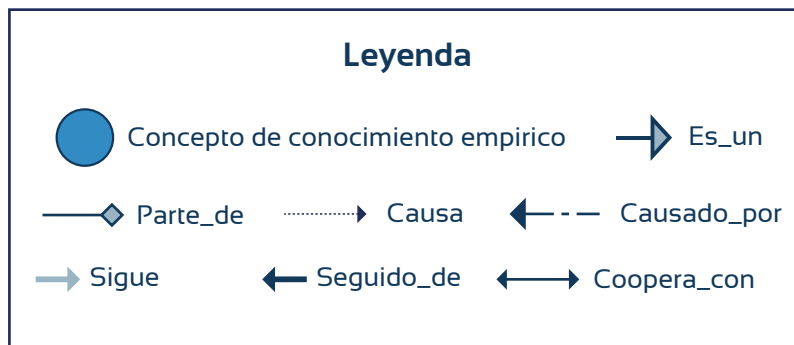 Leyenda
Concepto de conocimiento empirico Es_un
Parte_de Causa Causado_por
Sigue Seguido_de Coopera_con